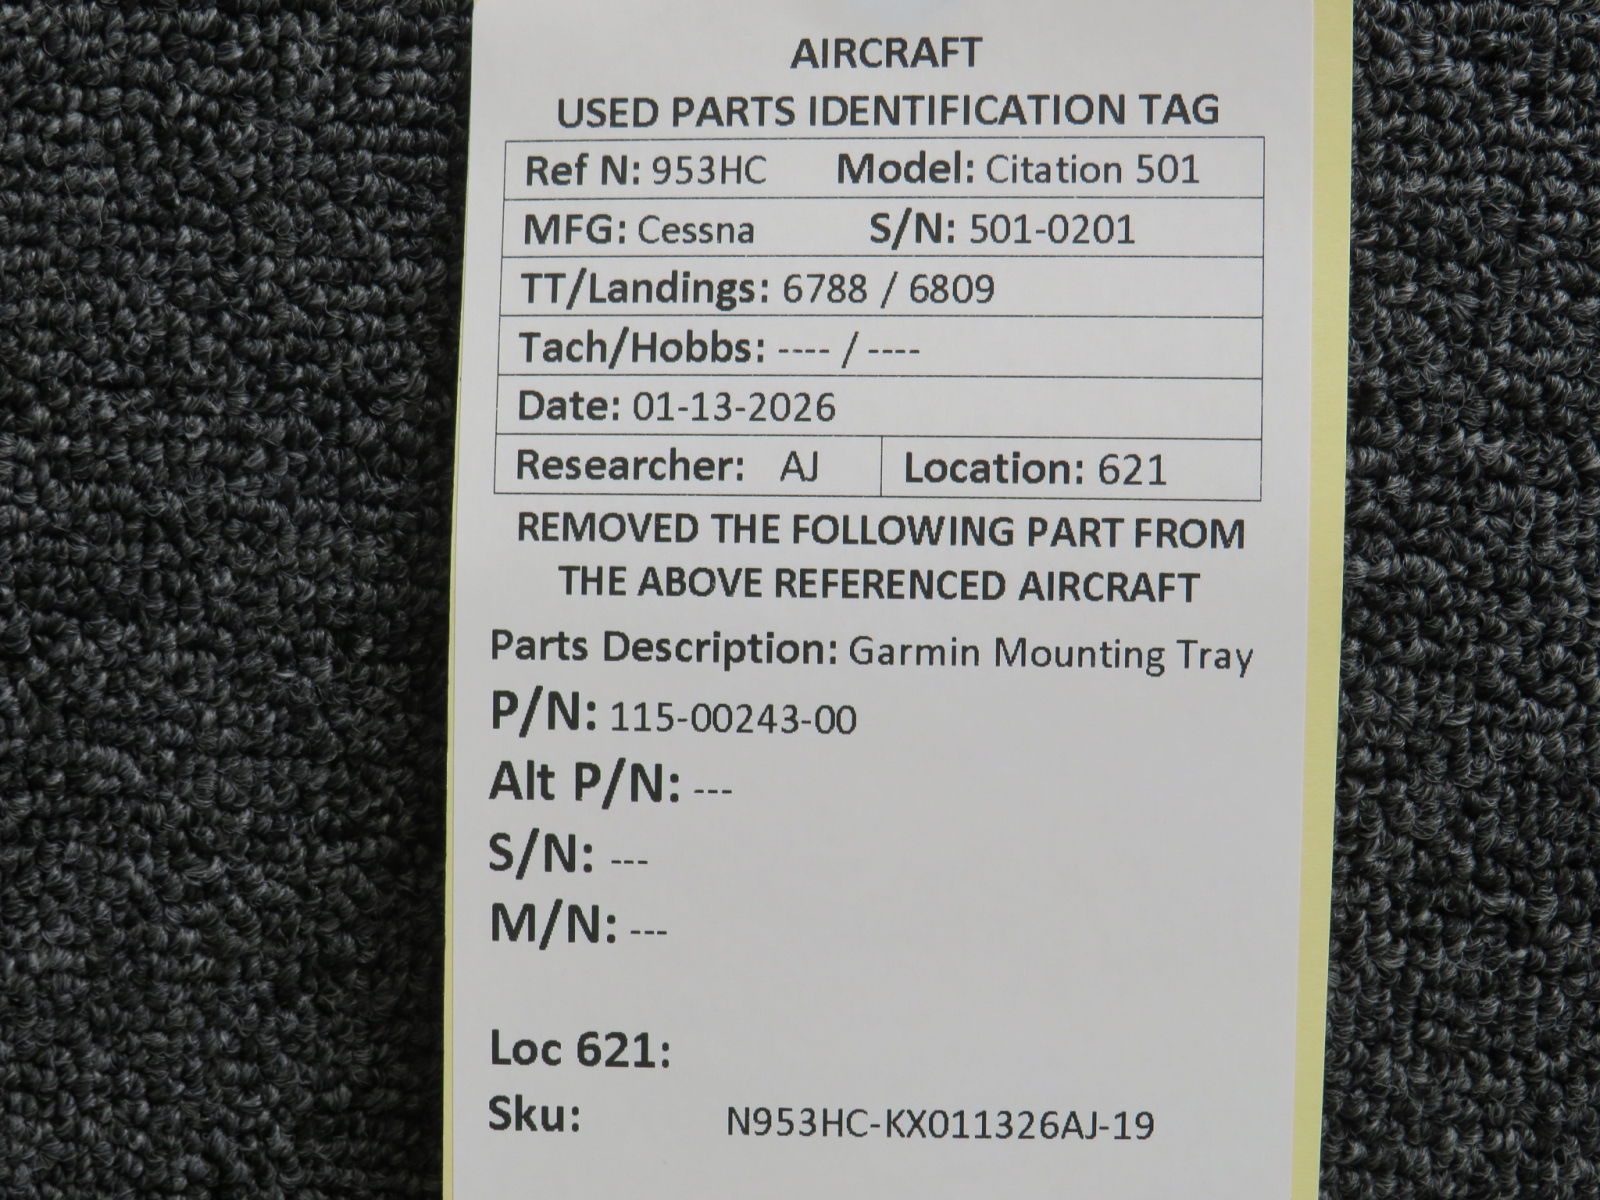 AIRCRAFT
USED PARTS IDENTIFICATION TAG
Ref N: 953HC Model: Citation 501
MFG: Cessna S/N: 501-0201
TT/Landings: 6788 / 6809
Tach/Hobbs: ---- / ----
Date: 01-13-2026
Researcher: AJ Location: 621
REMOVED THE FOLLOWING PART FROM
THE ABOVE REFERENCED AIRCRAFT
Parts Description: Garmin Mounting Tray
P/N: 115-00243-00
Alt P/N: ---
S/N: ---
M/N: ---
Loc 621:
Sku: N953HC-KX011326AJ-19